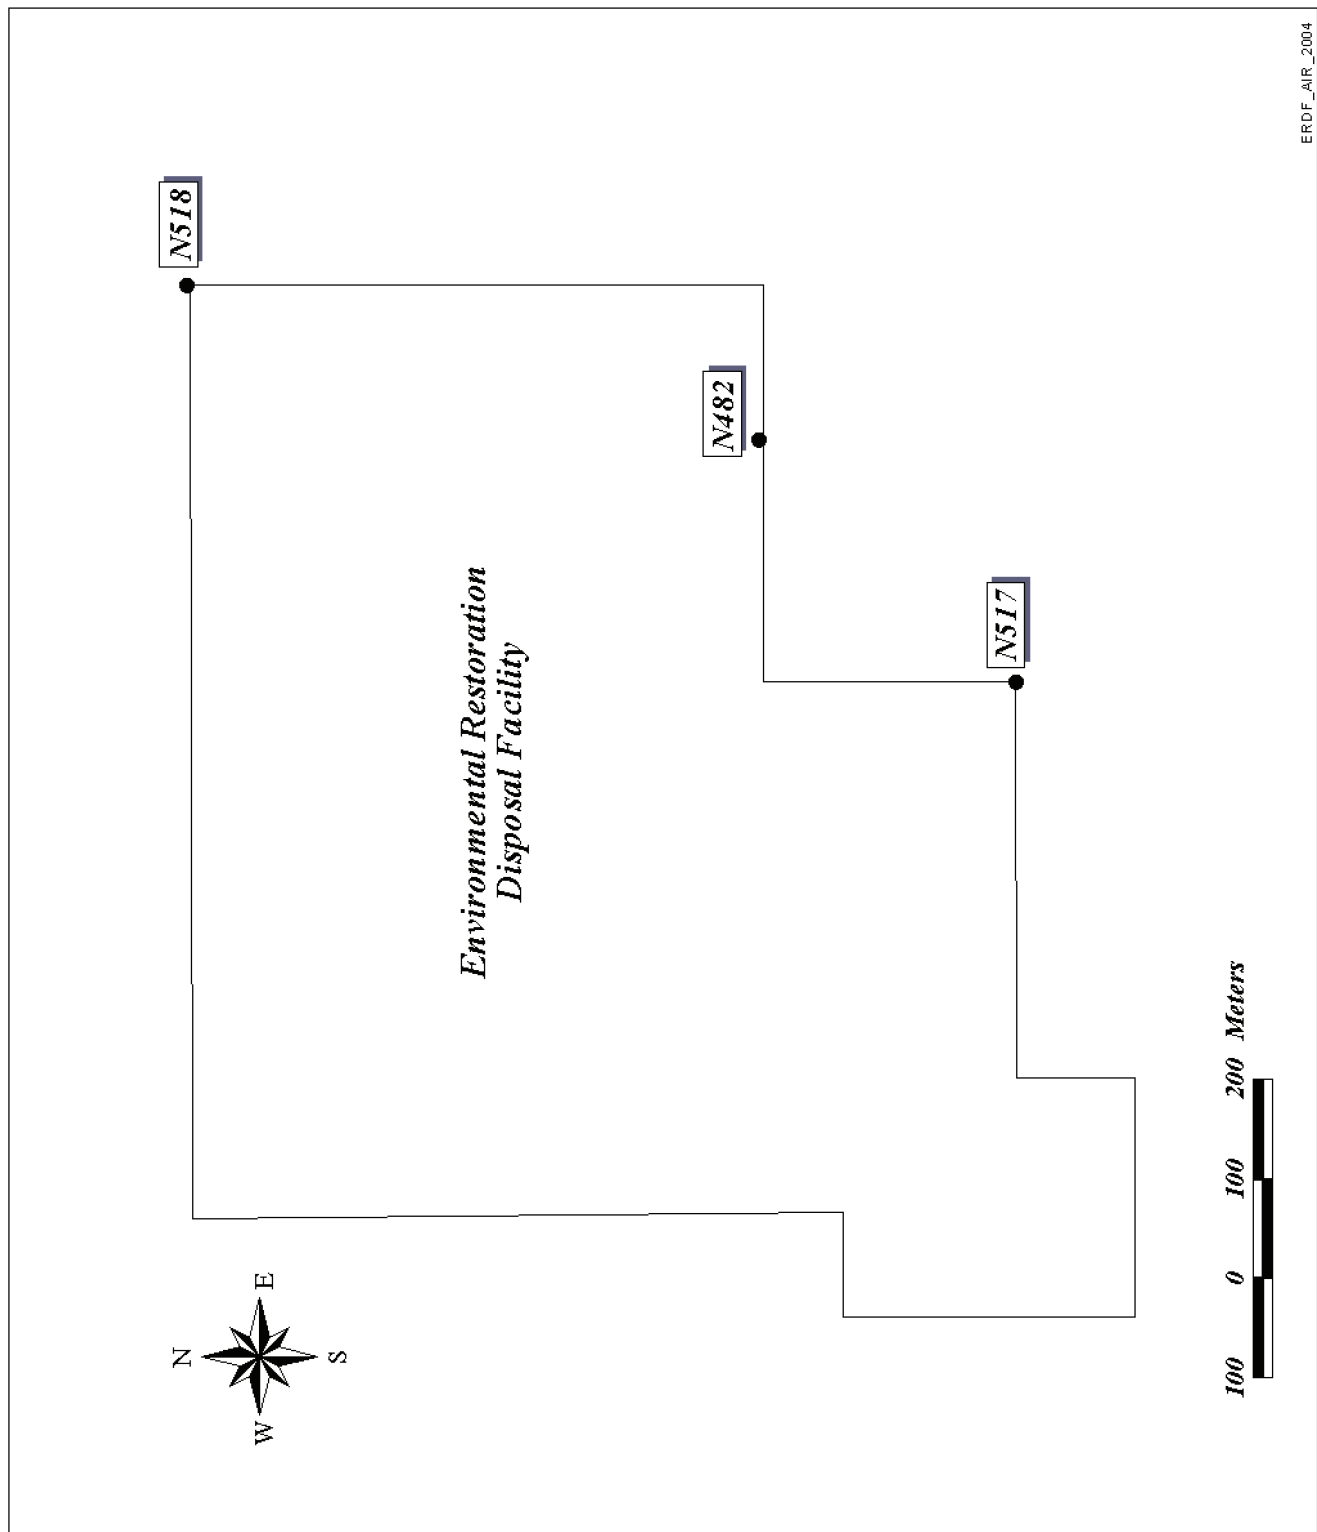 N
W E
S
N518
Environmental Restoration
Disposal Facility
N482
N517
100 0 100 200 Meters
ERDF_AIR_2004